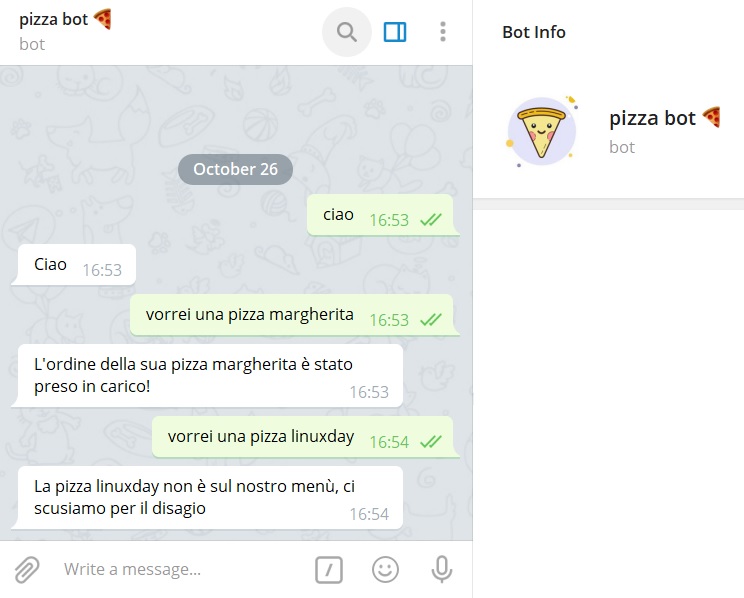 pizza bot
bot
Bot Info
pizza bot
bot
October 26
ciao 16:53
Ciao 16:53
vorrei una pizza margherita 16:53
L'ordine della sua pizza margherita è stato
preso in carico! 16:53
vorrei una pizza linuxday 16:54
La pizza linuxday non è sul nostro menù, ci
scusiamo per il disagio 16:54
Write a message...